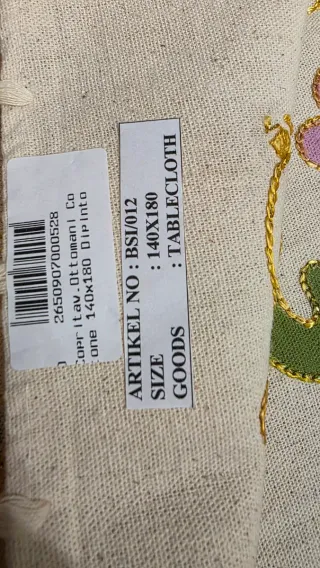 2650907000528
Copritav.Ottomani Co
one 140x180 Dipinto
ARTIKEL NO : BSI/012
SIZE : 140X180
GOODS : TABLECLOTH